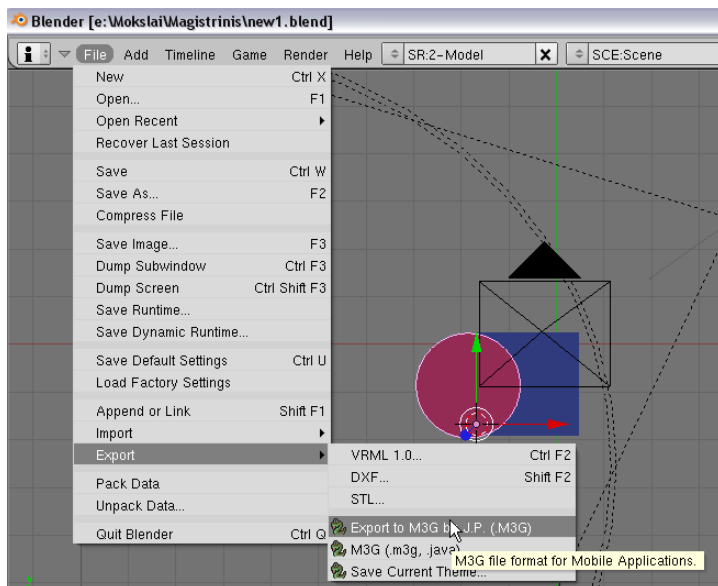 Blender [e:\Mokslai\Magistrinis\new1.blend]
File Add Timeline Game Render Help SR:2-Model SCE:Scene
New Ctrl X
Open... F1
Open Recent
Recover Last Session
Save Ctrl W
Save As... F2
Compress File
Save Image... F3
Dump Subwindow Ctrl F3
Dump Screen Ctrl Shift F3
Save Runtime...
Save Dynamic Runtime...
Save Default Settings Ctrl U
Load Factory Settings
Append or Link Shift F1
Import
Export
Pack Data
Unpack Data...
Quit Blender Ctrl Q
VRML 1.0... Ctrl F2
DXF... Shift F2
STL...
Export to M3G by J.P. (.M3G)
M3G (.m3g, .java)
Save Current Theme...
M3G file format for Mobile Applications.